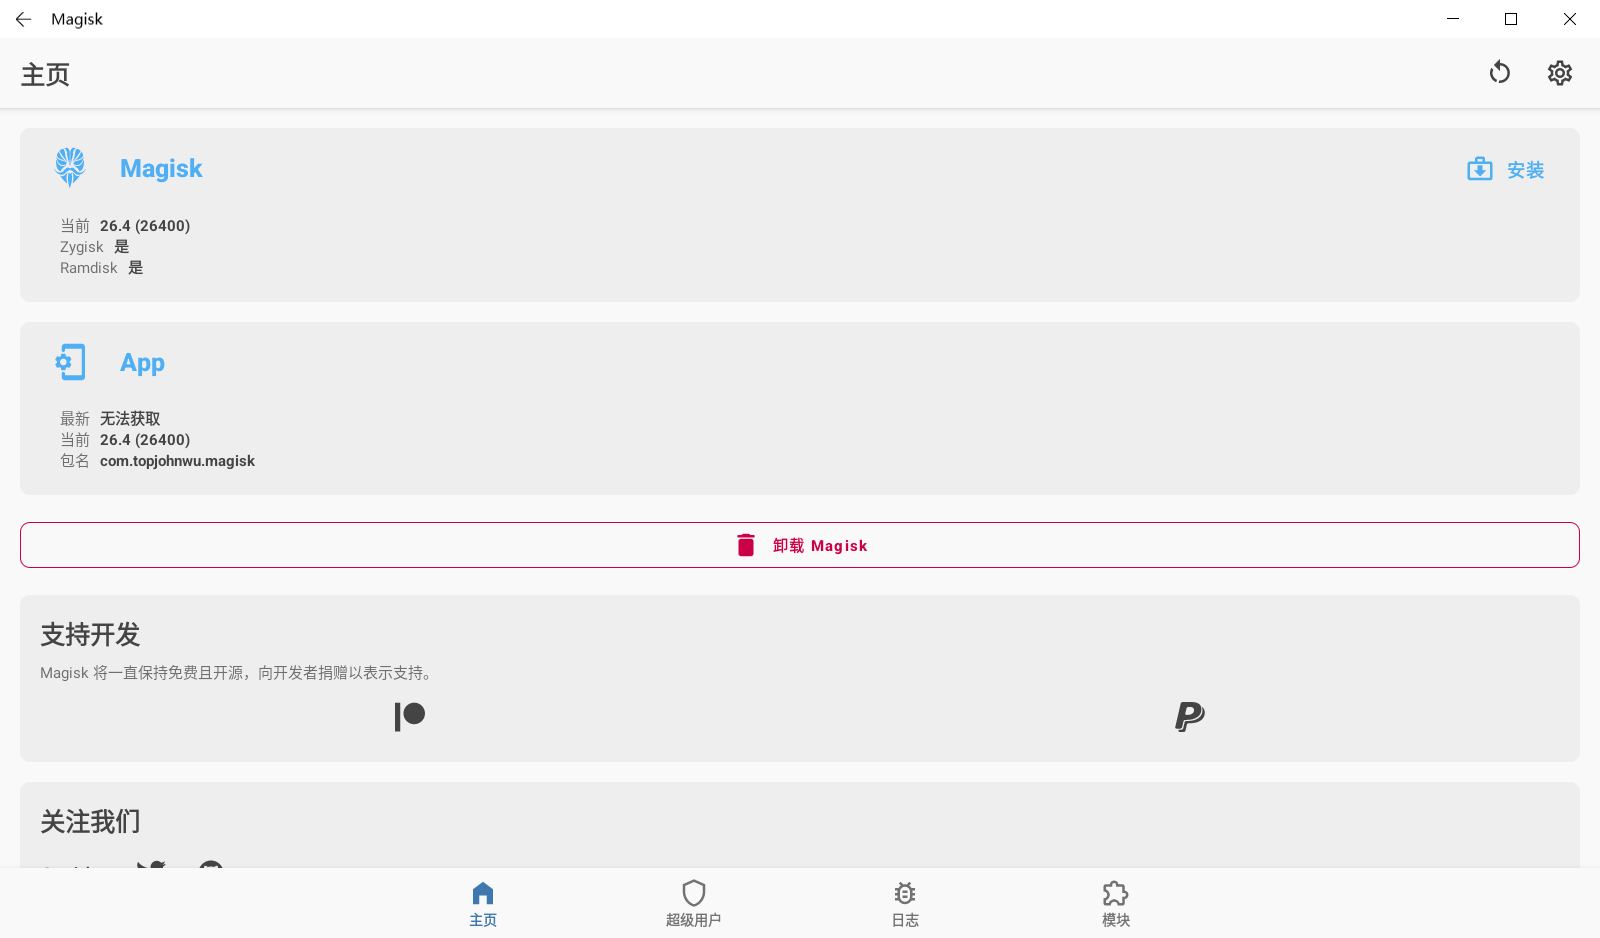 Magisk
主页
Magisk
安装
当前 26.4 (26400)
Zygisk 是
Ramdisk 是
App
最新 无法获取
当前 26.4 (26400)
包名 com.topjohnwu.magisk
卸载 Magisk
支持开发
Magisk 将一直保持免费且开源，向开发者捐赠以表示支持。
关注我们
主页
超级用户
日志
模块